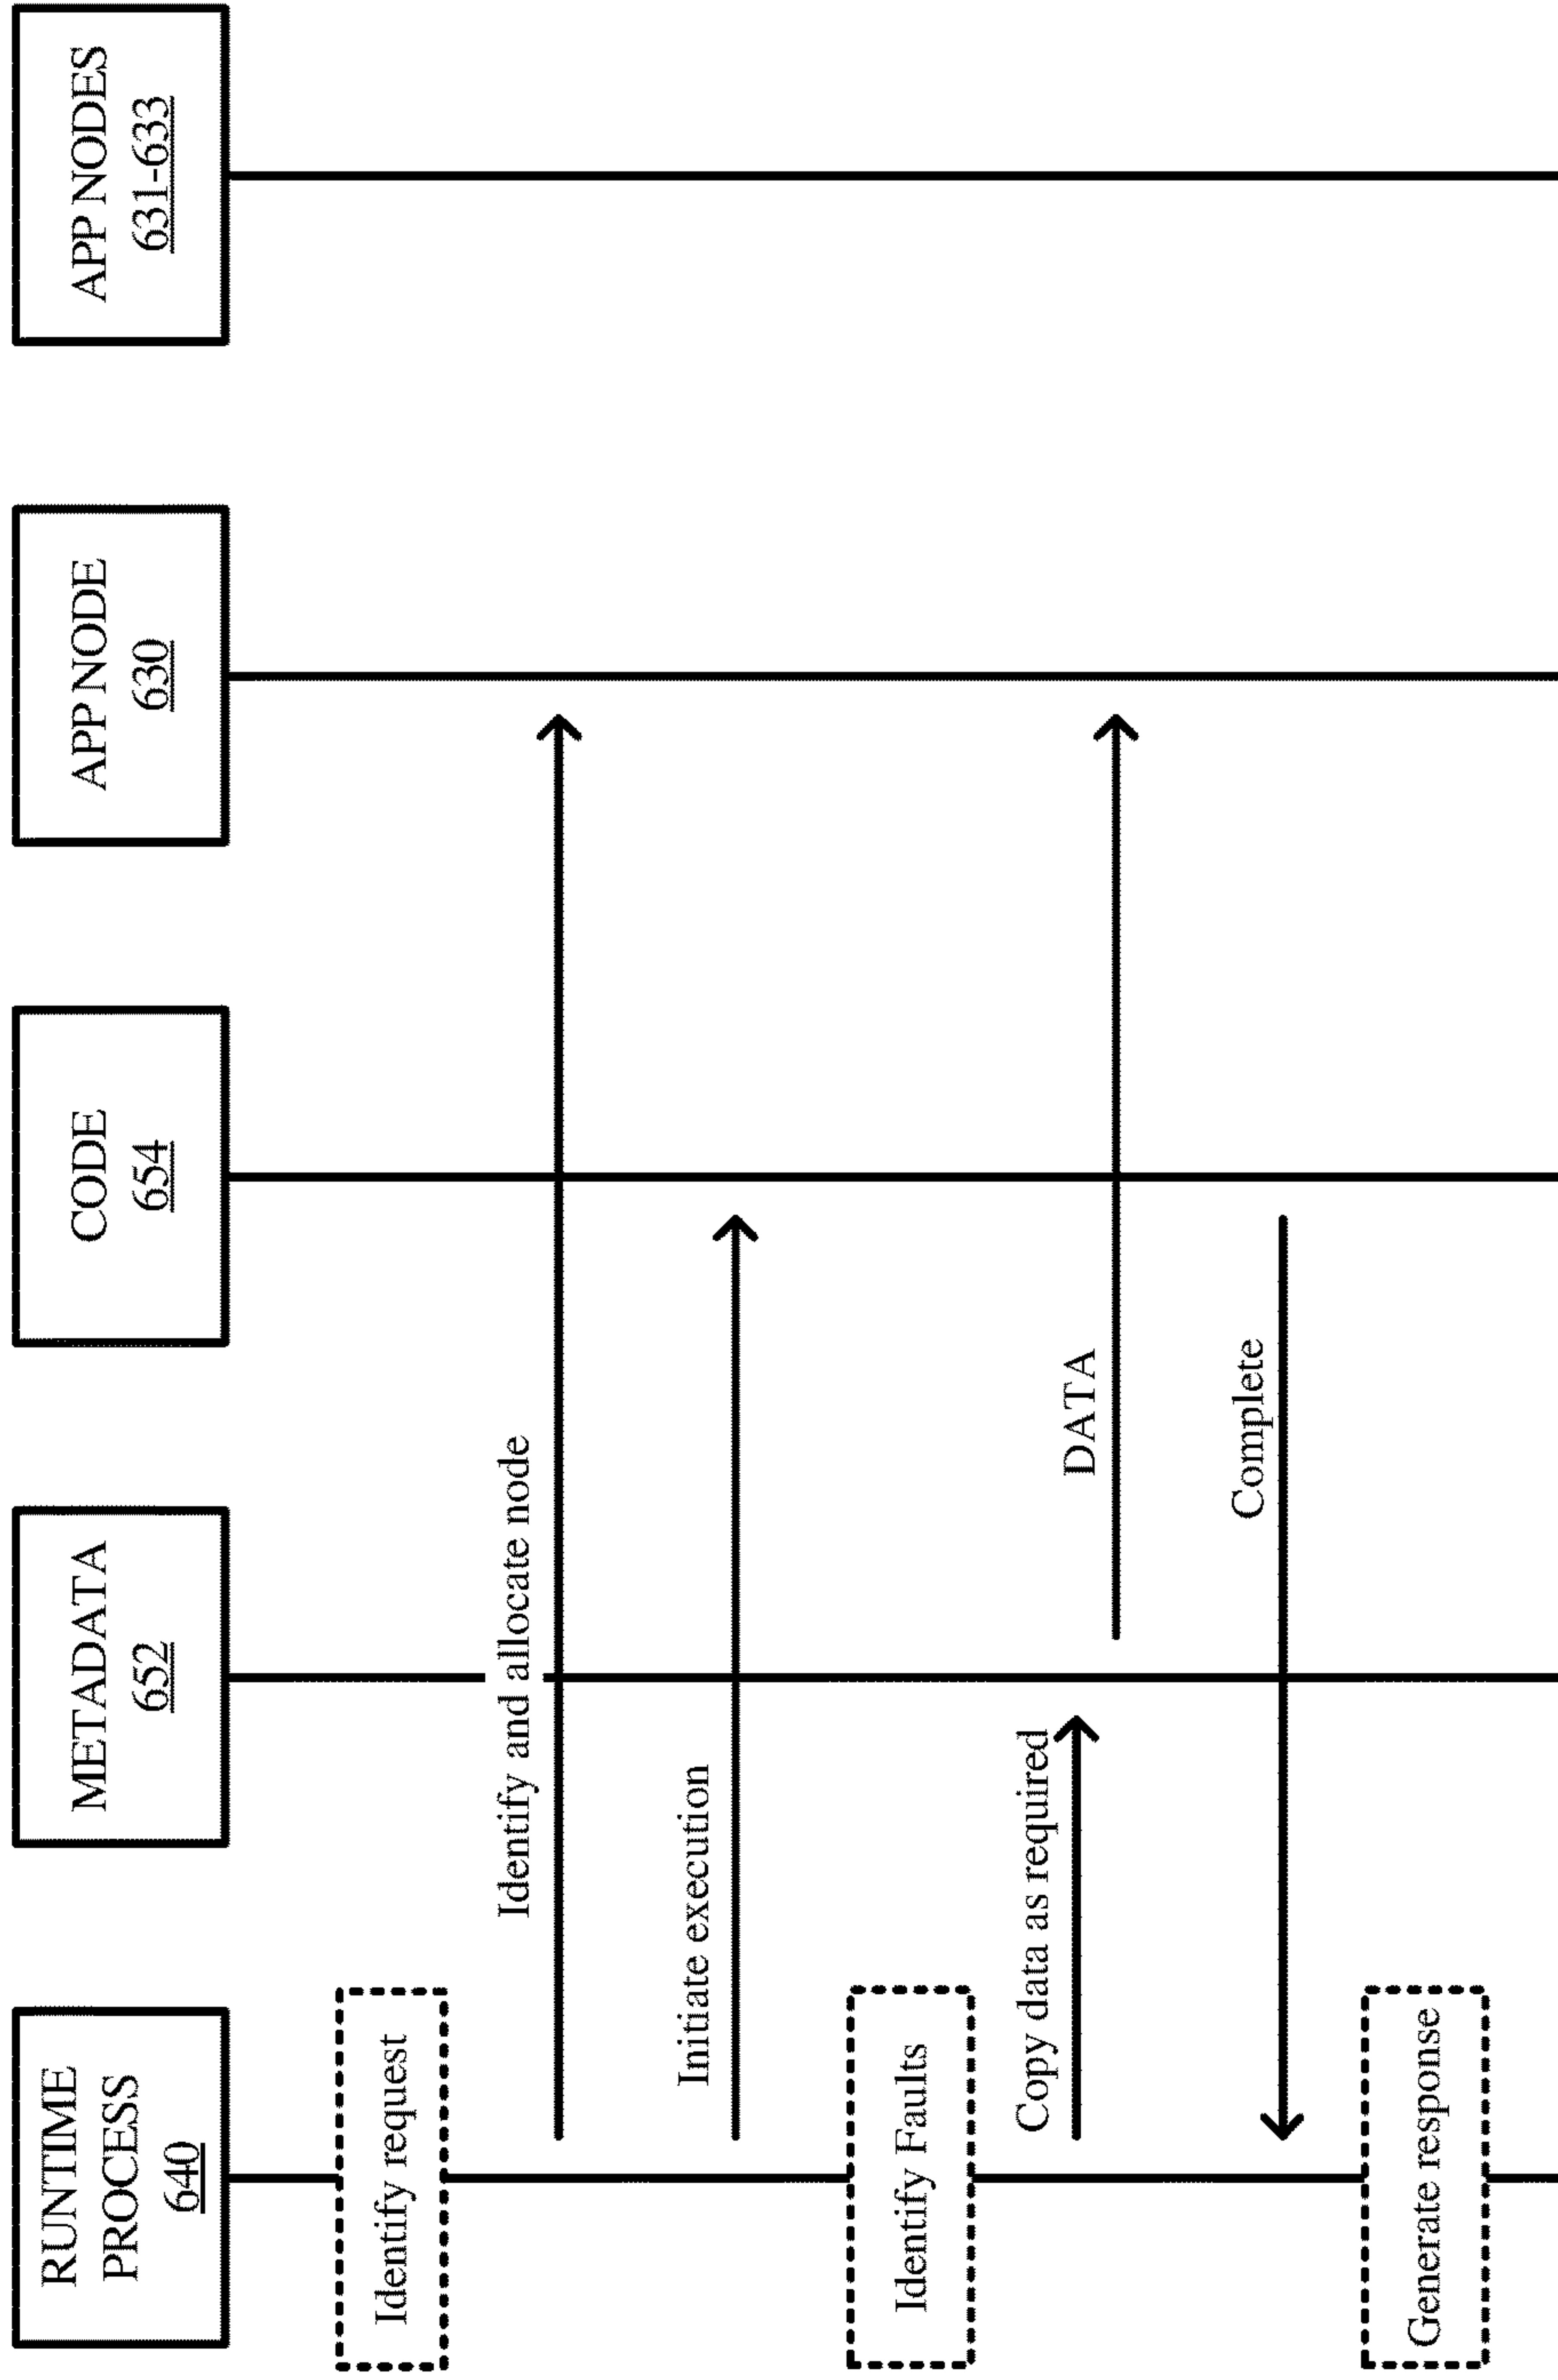 RUNTIME
PROCESS
640
METADATA
652
CODE
654
APP NODE
630
APP NODES
631-633
Identify request
Identify and allocate node
Initiate execution
Identify Faults
Copy data as required
DATA
Complete
Generate response